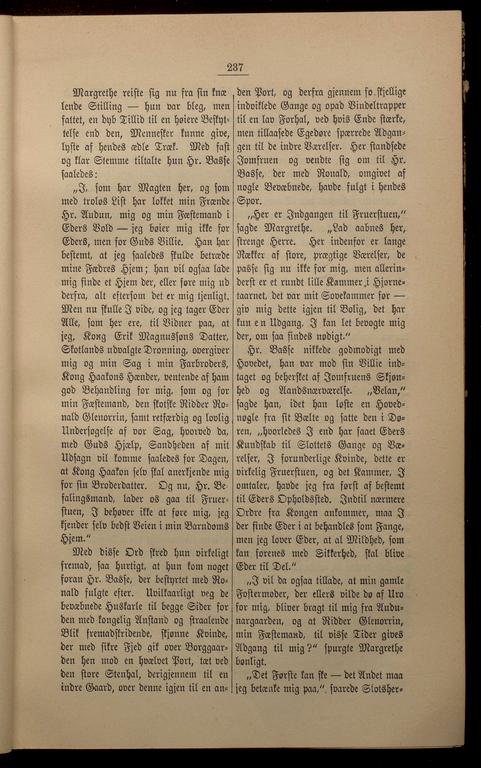 237
Margrethe reiste sig nu fra sin knæ
lende Stilling — hun var bleg, men
fattet, en dyb Tillid til en høiere Beskyt-
telse end den, Mennesker kunne give,
lyste af hendes ædle Træk. Med fast
og klar Stemme tiltalte hun Hr. Basse
saaledes:
„I, som har Magten her, og som
med troløs List har lokket min Frænde
Hr. Audun, mig og min Fæstemand i
Eders Vold — jeg bøier mig ikke for
Eders, men for Guds Villie. Han har
bestemt, at jeg saaledes skulde betræde
mine Fædres Hjem; han vil ogsaa lade
mig finde et Hjem der, eller føre mig ud
derfra, alt eftersom det er mig tjenligt.
Men nu skulle I vide, og jeg tager Eder
Alle, som her ere, til Vidner paa, at
jeg, Kong Erik Magnussøns Datter,
Skotlands udvalgte Dronning, overgiver
mig og min Sag i min Farbroders,
Kong Haakons Hænder, ventende af ham
god Behandling for mig, som og for
min Fæstemand, den skotske Ridder Ro-
nald Glenorrin, samt retfærdig og lovlig
Undersøgelse af vor Sag, hvorved da,
med Guds Hjælp, Sandheden af mit
Udsagn vil komme saaledes for Dagen,
at Kong Haakon selv skal anerkjende mig
for sin Broderdatter. Og nu, Hr. Be-
falingsmand, lader os gaa til Fruer-
stuen, I behøver ikke at føre mig, jeg
kjender selv bedst Veien i min Barndoms
Hjem.“
Med disse Ord skred hun virkeligt
fremad, saa hurtigt, at hun kom noget
foran Hr. Basse, der bestyrtet med Ro-
nald fulgte efter. Uvilkaarligt veg de
bevæbnede Huskarle til begge Sider for
den med kongelig Anstand og straalende
Blik fremadskridende, skjønne Kvinde,
der med sikre Fjed gik over Borggaar-
den hen mod en hvælvet Port, tæt ved
den store Stenhal, derigjennem til en
indre Gaard, over denne igjen til en an-
den Port, og derfra gjennem forskjellige
indviklede Gange og opad Vindeltrapper
til en lav Forhal, ved hvis Ende stærke,
men tillaasede Egedøre spærrede Adgan-
gen til de indre Værelser. Her standsede
Jomfruen og vendte sig om til Hr.
Basse, der med Ronald, omgivet af
nogle Bevæbnede, havde fulgt i hendes
Spor.
„Her er Indgangen til Fruerstuen,“
sagde Margrethe. „Lad aabnes her,
strenge Herre. Her indenfor er lange
Rækker af store, prægtige Værelser, de
passe sig nu ikke for mig, men allerin-
derst er et rundt lille Kammer i Hjørne-
taarnet, det var mit Sovekammer før —
giv mig dette igjen til Bolig, det har
kun en Udgang. I kan let bevogte mig
der, om saa findes nødigt.“
Hr. Basse nikkede godmodigt med
Hovedet, han var mod sin Villie ind-
taget og behersket af Jomfruens Skjøn-
hed og Aandsnærværelse. „Velan,“
sagde han, idet han løste en Hoved-
nøgle fra sit Bælte og satte den i Dø-
ren, „hvorledes I end har faaet Eders
Kundskab til Slottets Gange og Væ-
relser, I forunderlige Kvinde, dette er
virkelig Fruerstuen, og det Kammer, I
omtaler, havde jeg fra først af bestemt
til Eders Opholdssted. Indtil nærmere
Ordre fra Kongen ankommer, maa I
der finde Eder i at behandles som Fange,
men jeg lover Eder, at al Mildhed, som
kan forenes med Sikkerhed, skal blive
Eder til Del.“
„I vil da ogsaa tillade, at min gamle
Fostermoder, der ellers vilde dø af Uro
for mig, bliver bragt til mig fra Audu-
nargaarden, og at Ridder Glenorrin,
min Fæstemand, til visse Tider gives
Adgang til mig?“ spurgte Margrethe
bønligt.
„Det Første kan ske — det Andet maa
jeg betænke mig paa,“ svarede Slotsher-